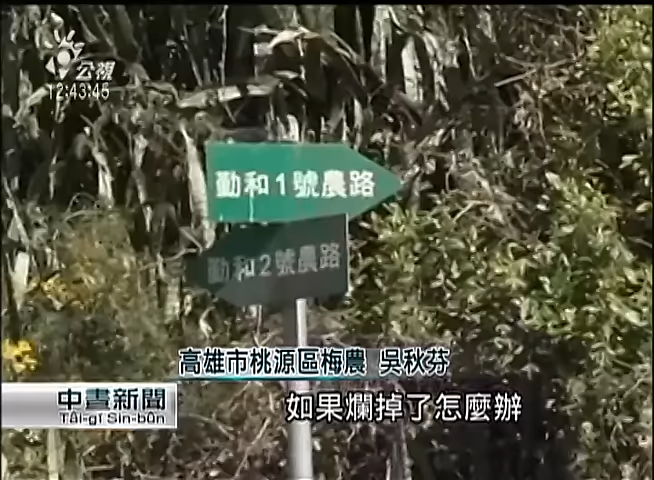 公視
12:43:45
勤和1號農路
勤和2號農路
高雄市桃源區梅農 吳秋芬
中晝新聞
Tâi-gí Sin-bûn
如果爛掉了怎麼辦